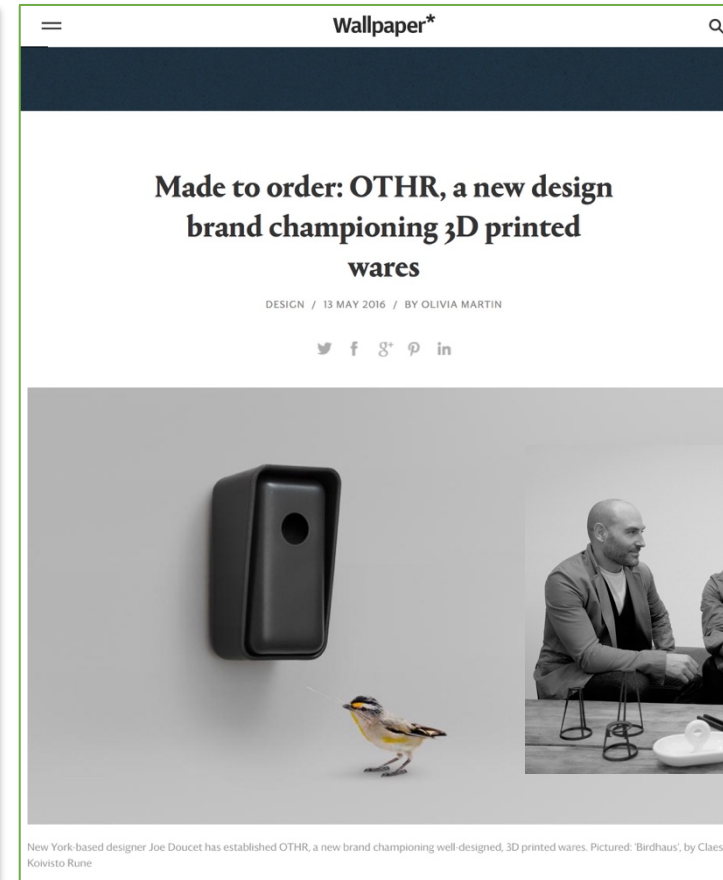 Wallpaper*
Made to order: OTHR, a new design
brand championing 3D printed
wares
DESIGN / 13 MAY 2016 / BY OLIVIA MARTIN
New York-based designer Joe Doucet has established OTHR, a new brand championing well-designed, 3D printed wares. Pictured: 'Birdhaus', by Claes
Koivisto Rune